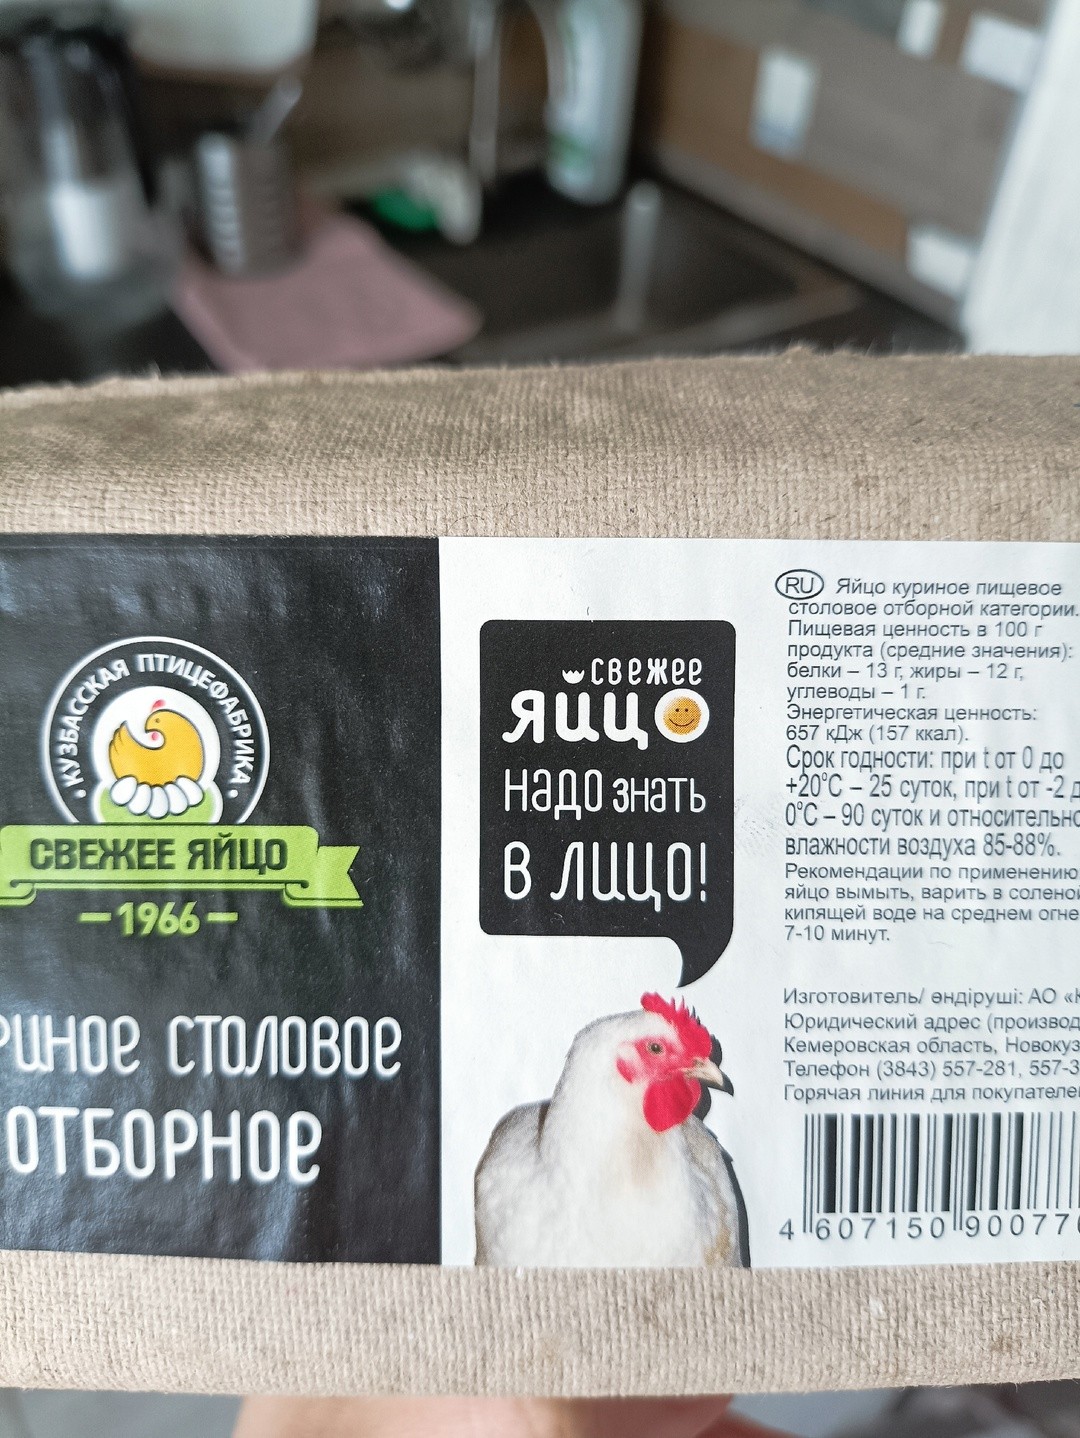 КУЗБАССКАЯ ПТИЦЕФАБРИКА
СВЕЖЕЕ ЯЙЦО
1966
РИНОЕ СТОЛОВОЕ
ОТБОРНОЕ
СВЕЖЕЕ
ЯЙЦО
НАДО ЗНАТЬ
В ЛИЦО!
RU Яйцо куриное пищевое
столовое отборной категории.
Пищевая ценность в 100 г
продукта (средние значения):
белки – 13 г, жиры – 12 г,
углеводы – 1 г.
Энергетическая ценность:
657 кДж (157 ккал).
Срок годности: при t от 0 до
+20°С – 25 суток, при t от -2 д
0°С – 90 суток и относительно
влажности воздуха 85-88%.
Рекомендации по применению:
яйцо вымыть, варить в соленой
кипящей воде на среднем огне
7-10 минут.
Изготовитель/ өндіруші: АО «К
Юридический адрес (производ
Кемеровская область, Новокуз
Телефон (3843) 557-281, 557-3
Горячая линия для покупателе
4 607150 90077